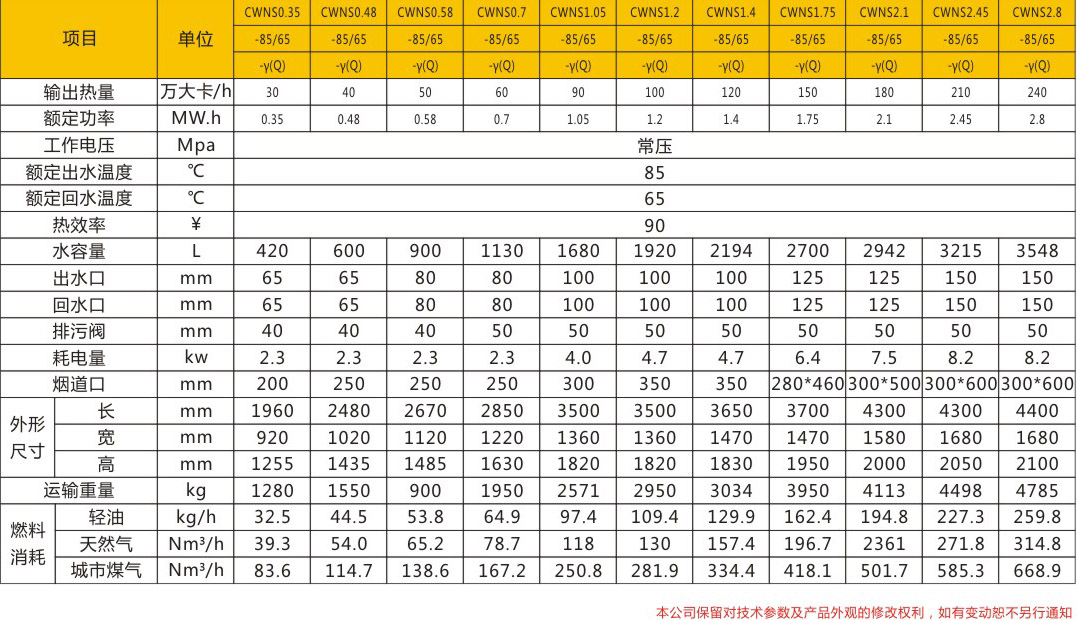 项目 单位 CWNS0.35 CWNS0.48 CWNS0.58 CWNS0.7 CWNS1.05 CWNS1.2 CWNS1.4 CWNS1.75 CWNS2.1 CWNS2.45 CWNS2.8
-85/65 -85/65 -85/65 -85/65 -85/65 -85/65 -85/65 -85/65 -85/65 -85/65 -85/65
-γ(Q) -γ(Q) -γ(Q) -γ(Q) -γ(Q) -γ(Q) -γ(Q) -γ(Q) -γ(Q) -γ(Q) -γ(Q)
输出热量 万大卡/h 30 40 50 60 90 100 120 150 180 210 240
额定功率 MW.h 0.35 0.48 0.58 0.7 1.05 1.2 1.4 1.75 2.1 2.45 2.8
工作电压 Mpa 常压
额定出水温度 ℃ 85
额定回水温度 ℃ 65
热效率 ¥ 90
水容量 L 420 600 900 1130 1680 1920 2194 2700 2942 3215 3548
出水口 mm 65 65 80 80 100 100 100 125 125 150 150
回水口 mm 65 65 80 80 100 100 100 125 125 150 150
排污阀 mm 40 40 40 50 50 50 50 50 50 50 50
耗电量 kw 2.3 2.3 2.3 2.3 4.0 4.7 4.7 6.4 7.5 8.2 8.2
烟道口 mm 200 250 250 250 300 350 350 280*460 300*500 300*600 300*600
外形尺寸 长 mm 1960 2480 2670 2850 3500 3500 3650 3700 4300 4300 4400
宽 mm 920 1020 1120 1220 1360 1360 1470 1470 1580 1680 1680
高 mm 1255 1435 1485 1630 1820 1820 1830 1950 2000 2050 2100
运输重量 kg 1280 1550 900 1950 2571 2950 3034 3950 4113 4498 4785
燃料消耗 轻油 kg/h 32.5 44.5 53.8 64.9 97.4 109.4 129.9 162.4 194.8 227.3 259.8
天然气 Nm³/h 39.3 54.0 65.2 78.7 118 130 157.4 196.7 2361 271.8 314.8
城市煤气 Nm³/h 83.6 114.7 138.6 167.2 250.8 281.9 334.4 418.1 501.7 585.3 668.9
本公司保留对技术参数及产品外观的修改权利，如有变动恕不另行通知